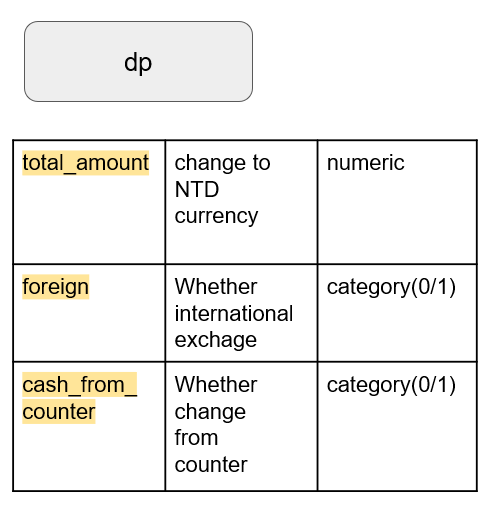 dp
total_amount
change to
NTD
currency
numeric
foreign
Whether
international
exchage
category(0/1)
cash_from_
counter
Whether
change
from
counter
category(0/1)